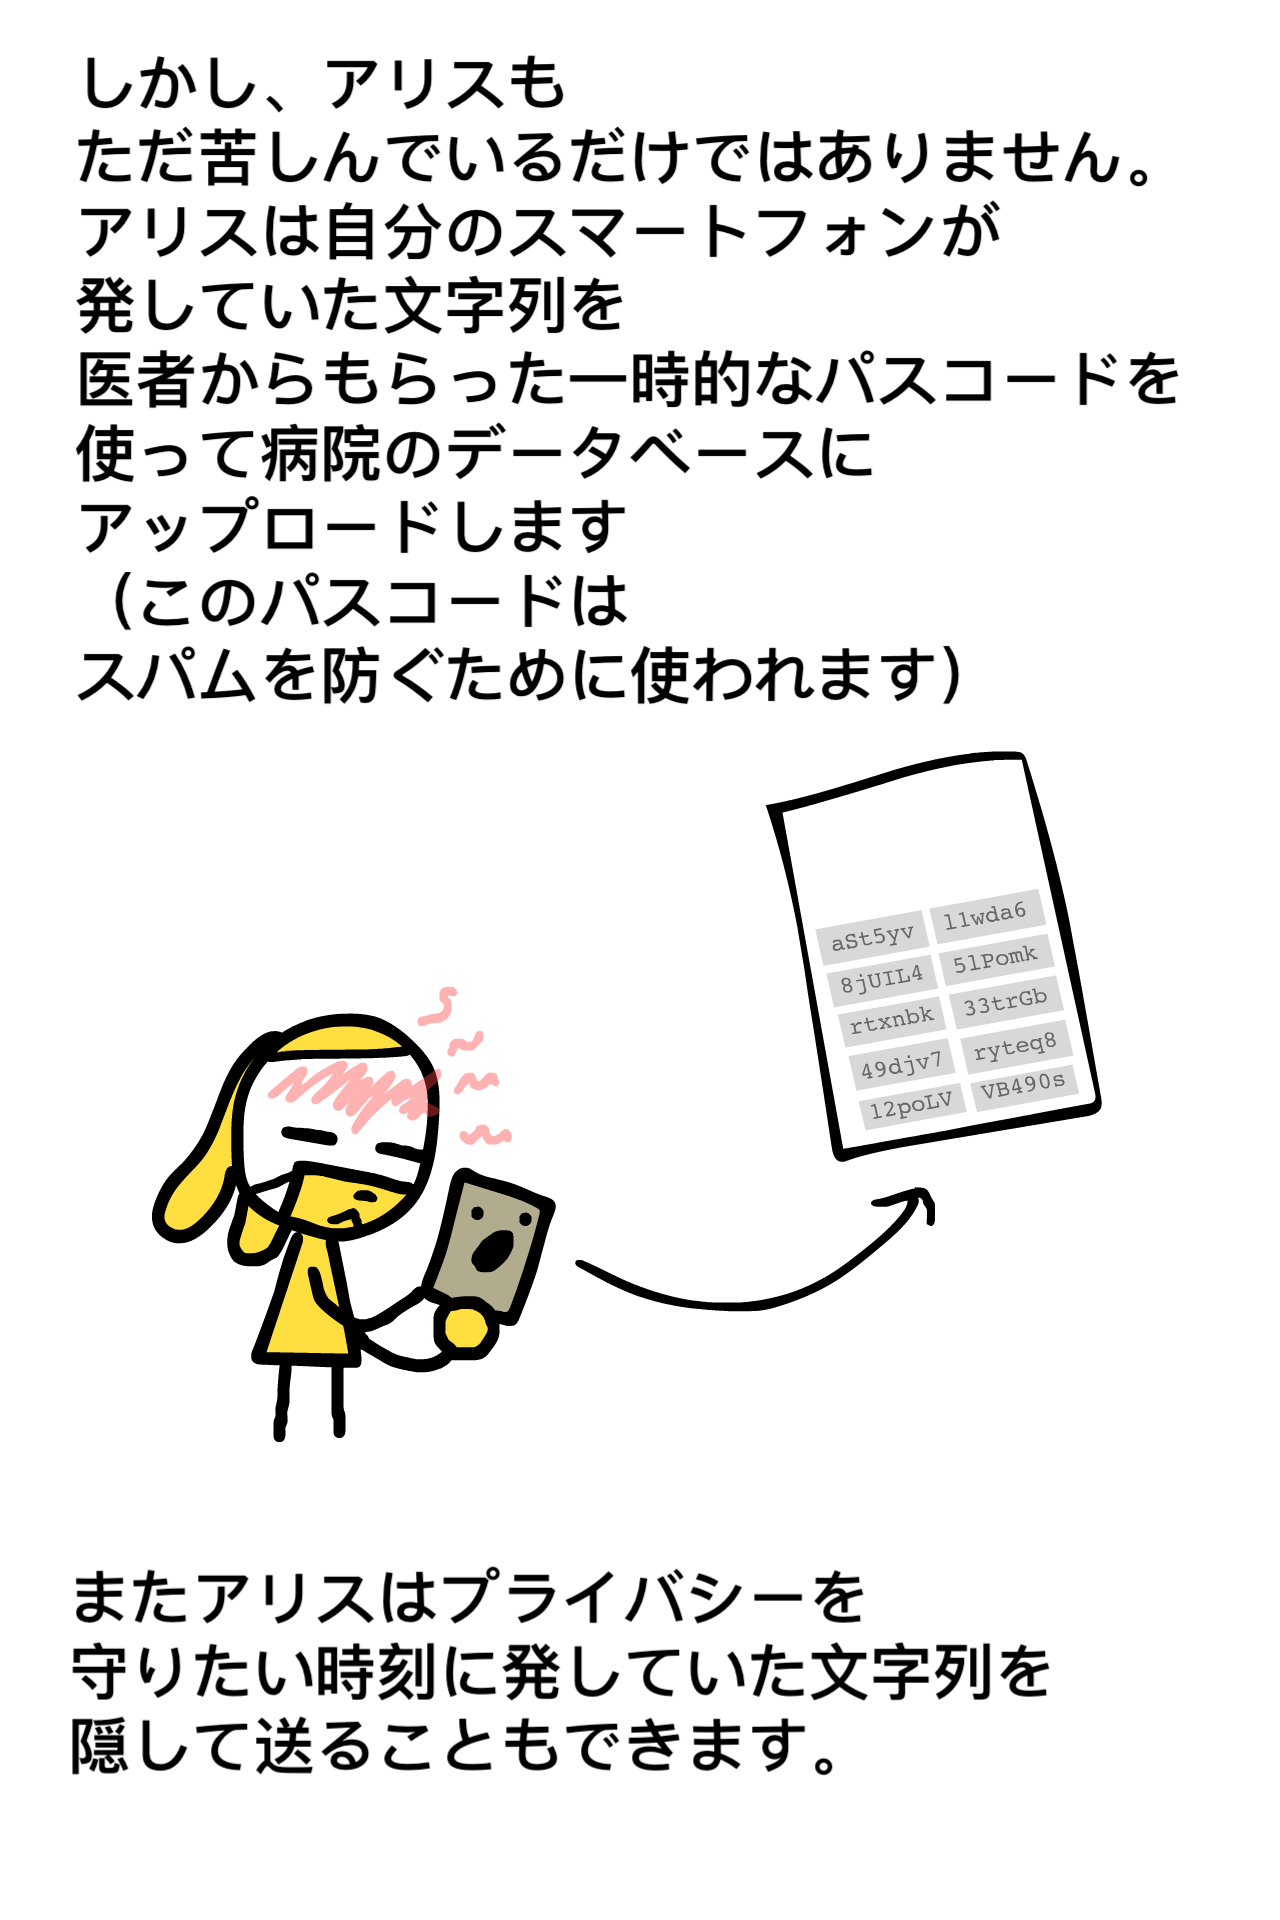 しかし、アリスも
ただ苦しんでいるだけではありません。
アリスは自分のスマートフォンが
発していた文字列を
医者からもらった一時的なパスコードを
使って病院のデータベースに
アップロードします
（このパスコードは
スパムを防ぐために使われます）
aSt5yv l1wda6
8jUIL4 5lPomk
rtxnbk 33trGb
49djv7 ryteq8
12poLV VB490s
またアリスはプライバシーを
守りたい時刻に発していた文字列を
隠して送ることもできます。